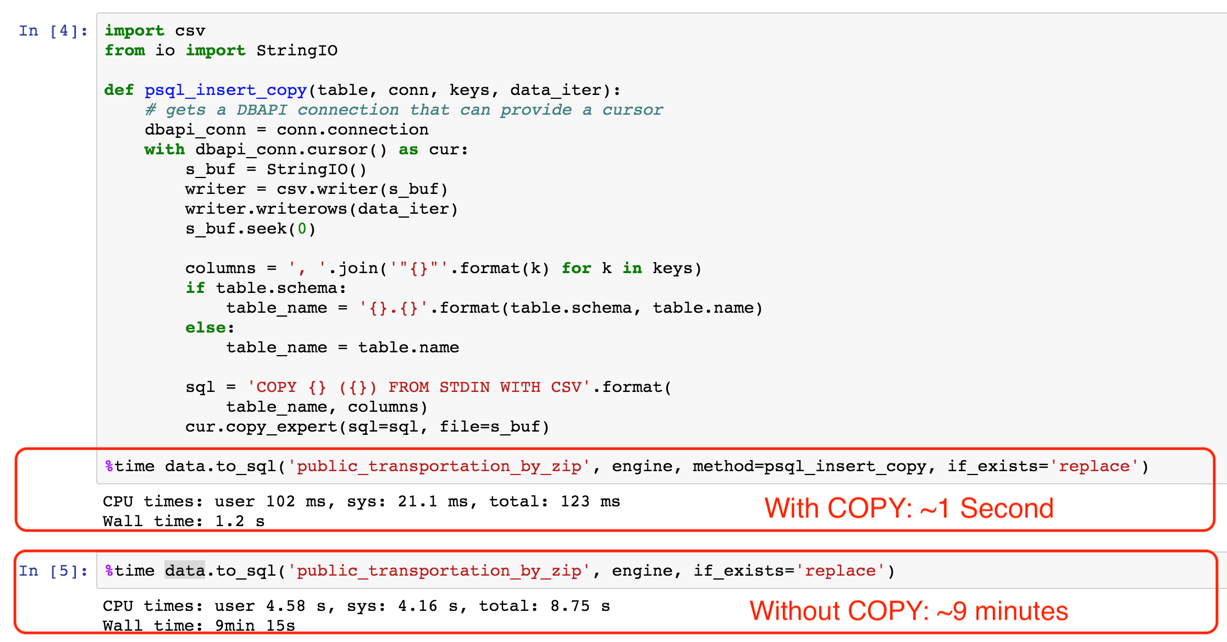 In [4]: import csv
from io import StringIO
def psql_insert_copy(table, conn, keys, data_iter):
# gets a DBAPI connection that can provide a cursor
dbapi_conn = conn.connection
with dbapi_conn.cursor() as cur:
s_buf = StringIO()
writer = csv.writer(s_buf)
writer.writerows(data_iter)
s_buf.seek(0)
columns = ', '.join('"{}"'.format(k) for k in keys)
if table.schema:
table_name = '{}.{}'.format(table.schema, table.name)
else:
table_name = table.name
sql = 'COPY {} ({}) FROM STDIN WITH CSV'.format(
table_name, columns)
cur.copy_expert(sql=sql, file=s_buf)
%time data.to_sql('public_transportation_by_zip', engine, method=psql_insert_copy, if_exists='replace')
CPU times: user 102 ms, sys: 21.1 ms, total: 123 ms
Wall time: 1.2 s
With COPY: ~1 Second
In [5]: %time data.to_sql('public_transportation_by_zip', engine, if_exists='replace')
CPU times: user 4.58 s, sys: 4.16 s, total: 8.75 s
Wall time: 9min 15s
Without COPY: ~9 minutes